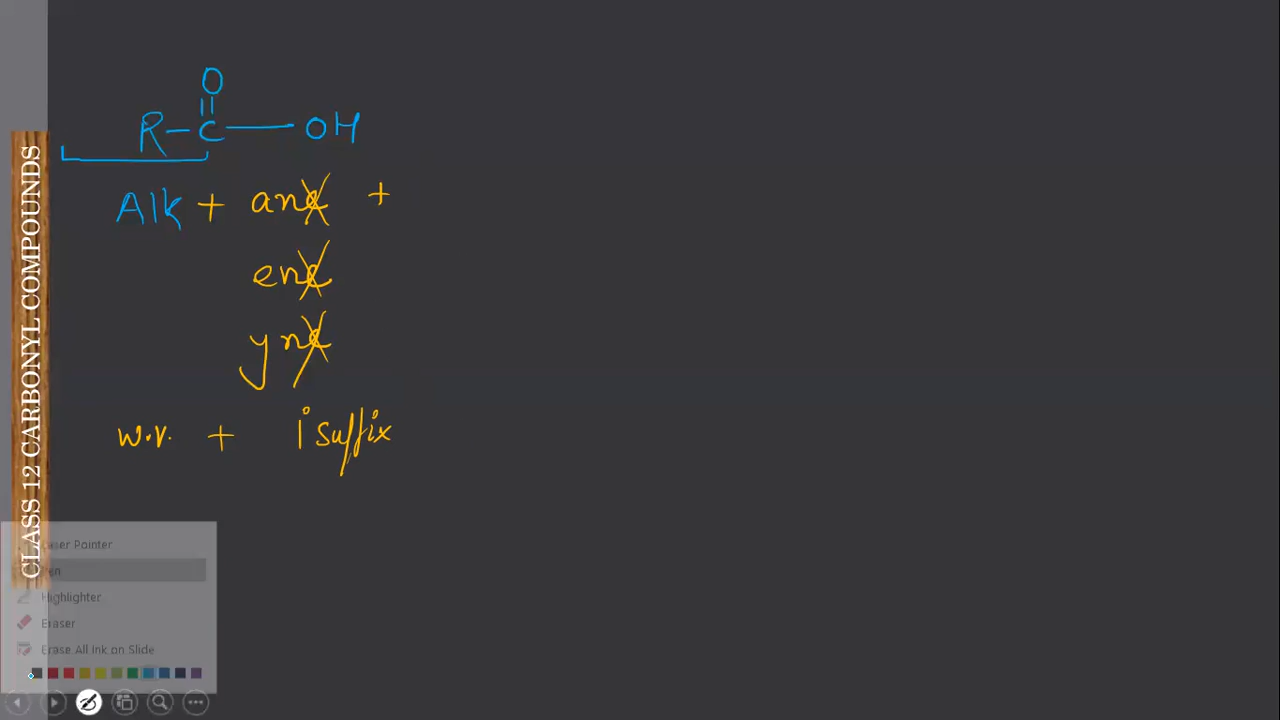 CLASS 12 CARBONYL COMPOUNDS
O
R-C-OH
Alk + ane +
ene
yne
w.r. + 1 suffix
Laser Pointer
Pen
Highlighter
Eraser
Erase All Ink on Slide